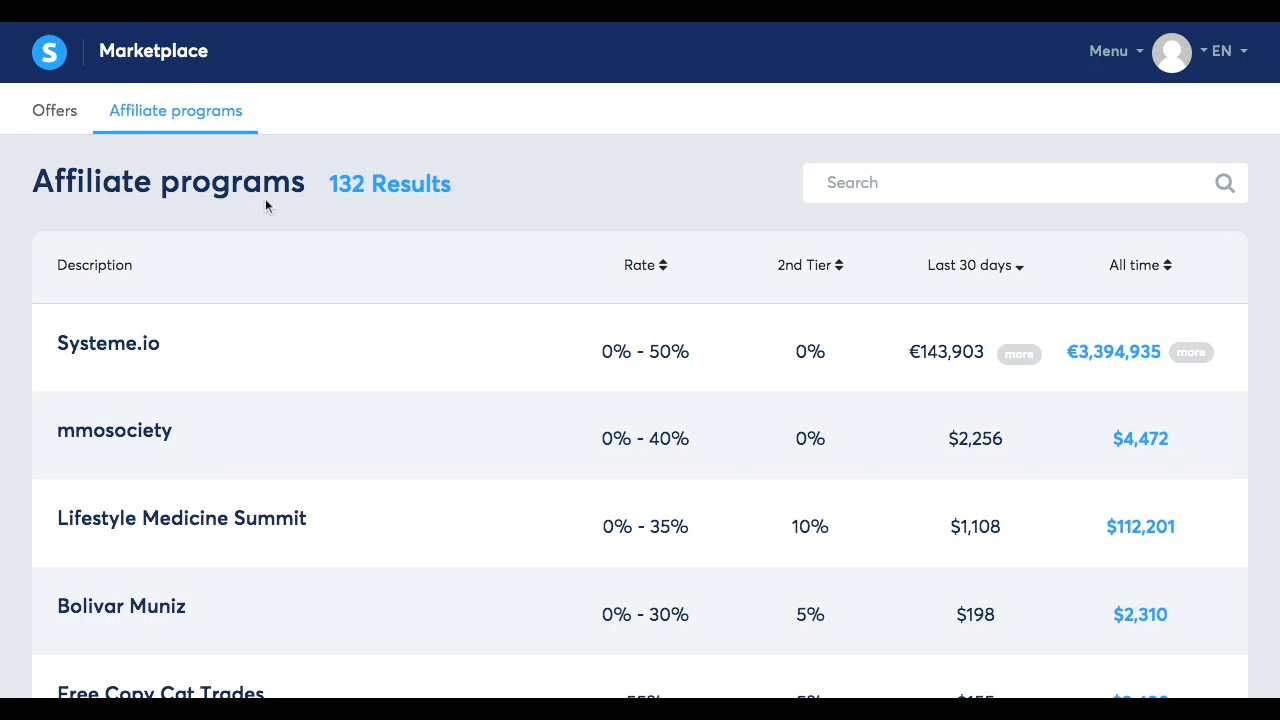 S Marketplace Menu EN
Offers Affiliate programs
Affiliate programs 132 Results Search
Description Rate 2nd Tier Last 30 days All time
Systeme.io 0% - 50% 0% €143,903 more €3,394,935 more
mmosociety 0% - 40% 0% $2,256 $4,472
Lifestyle Medicine Summit 0% - 35% 10% $1,108 $112,201
Bolivar Muniz 0% - 30% 5% $198 $2,310
Free Copy Cat Trades